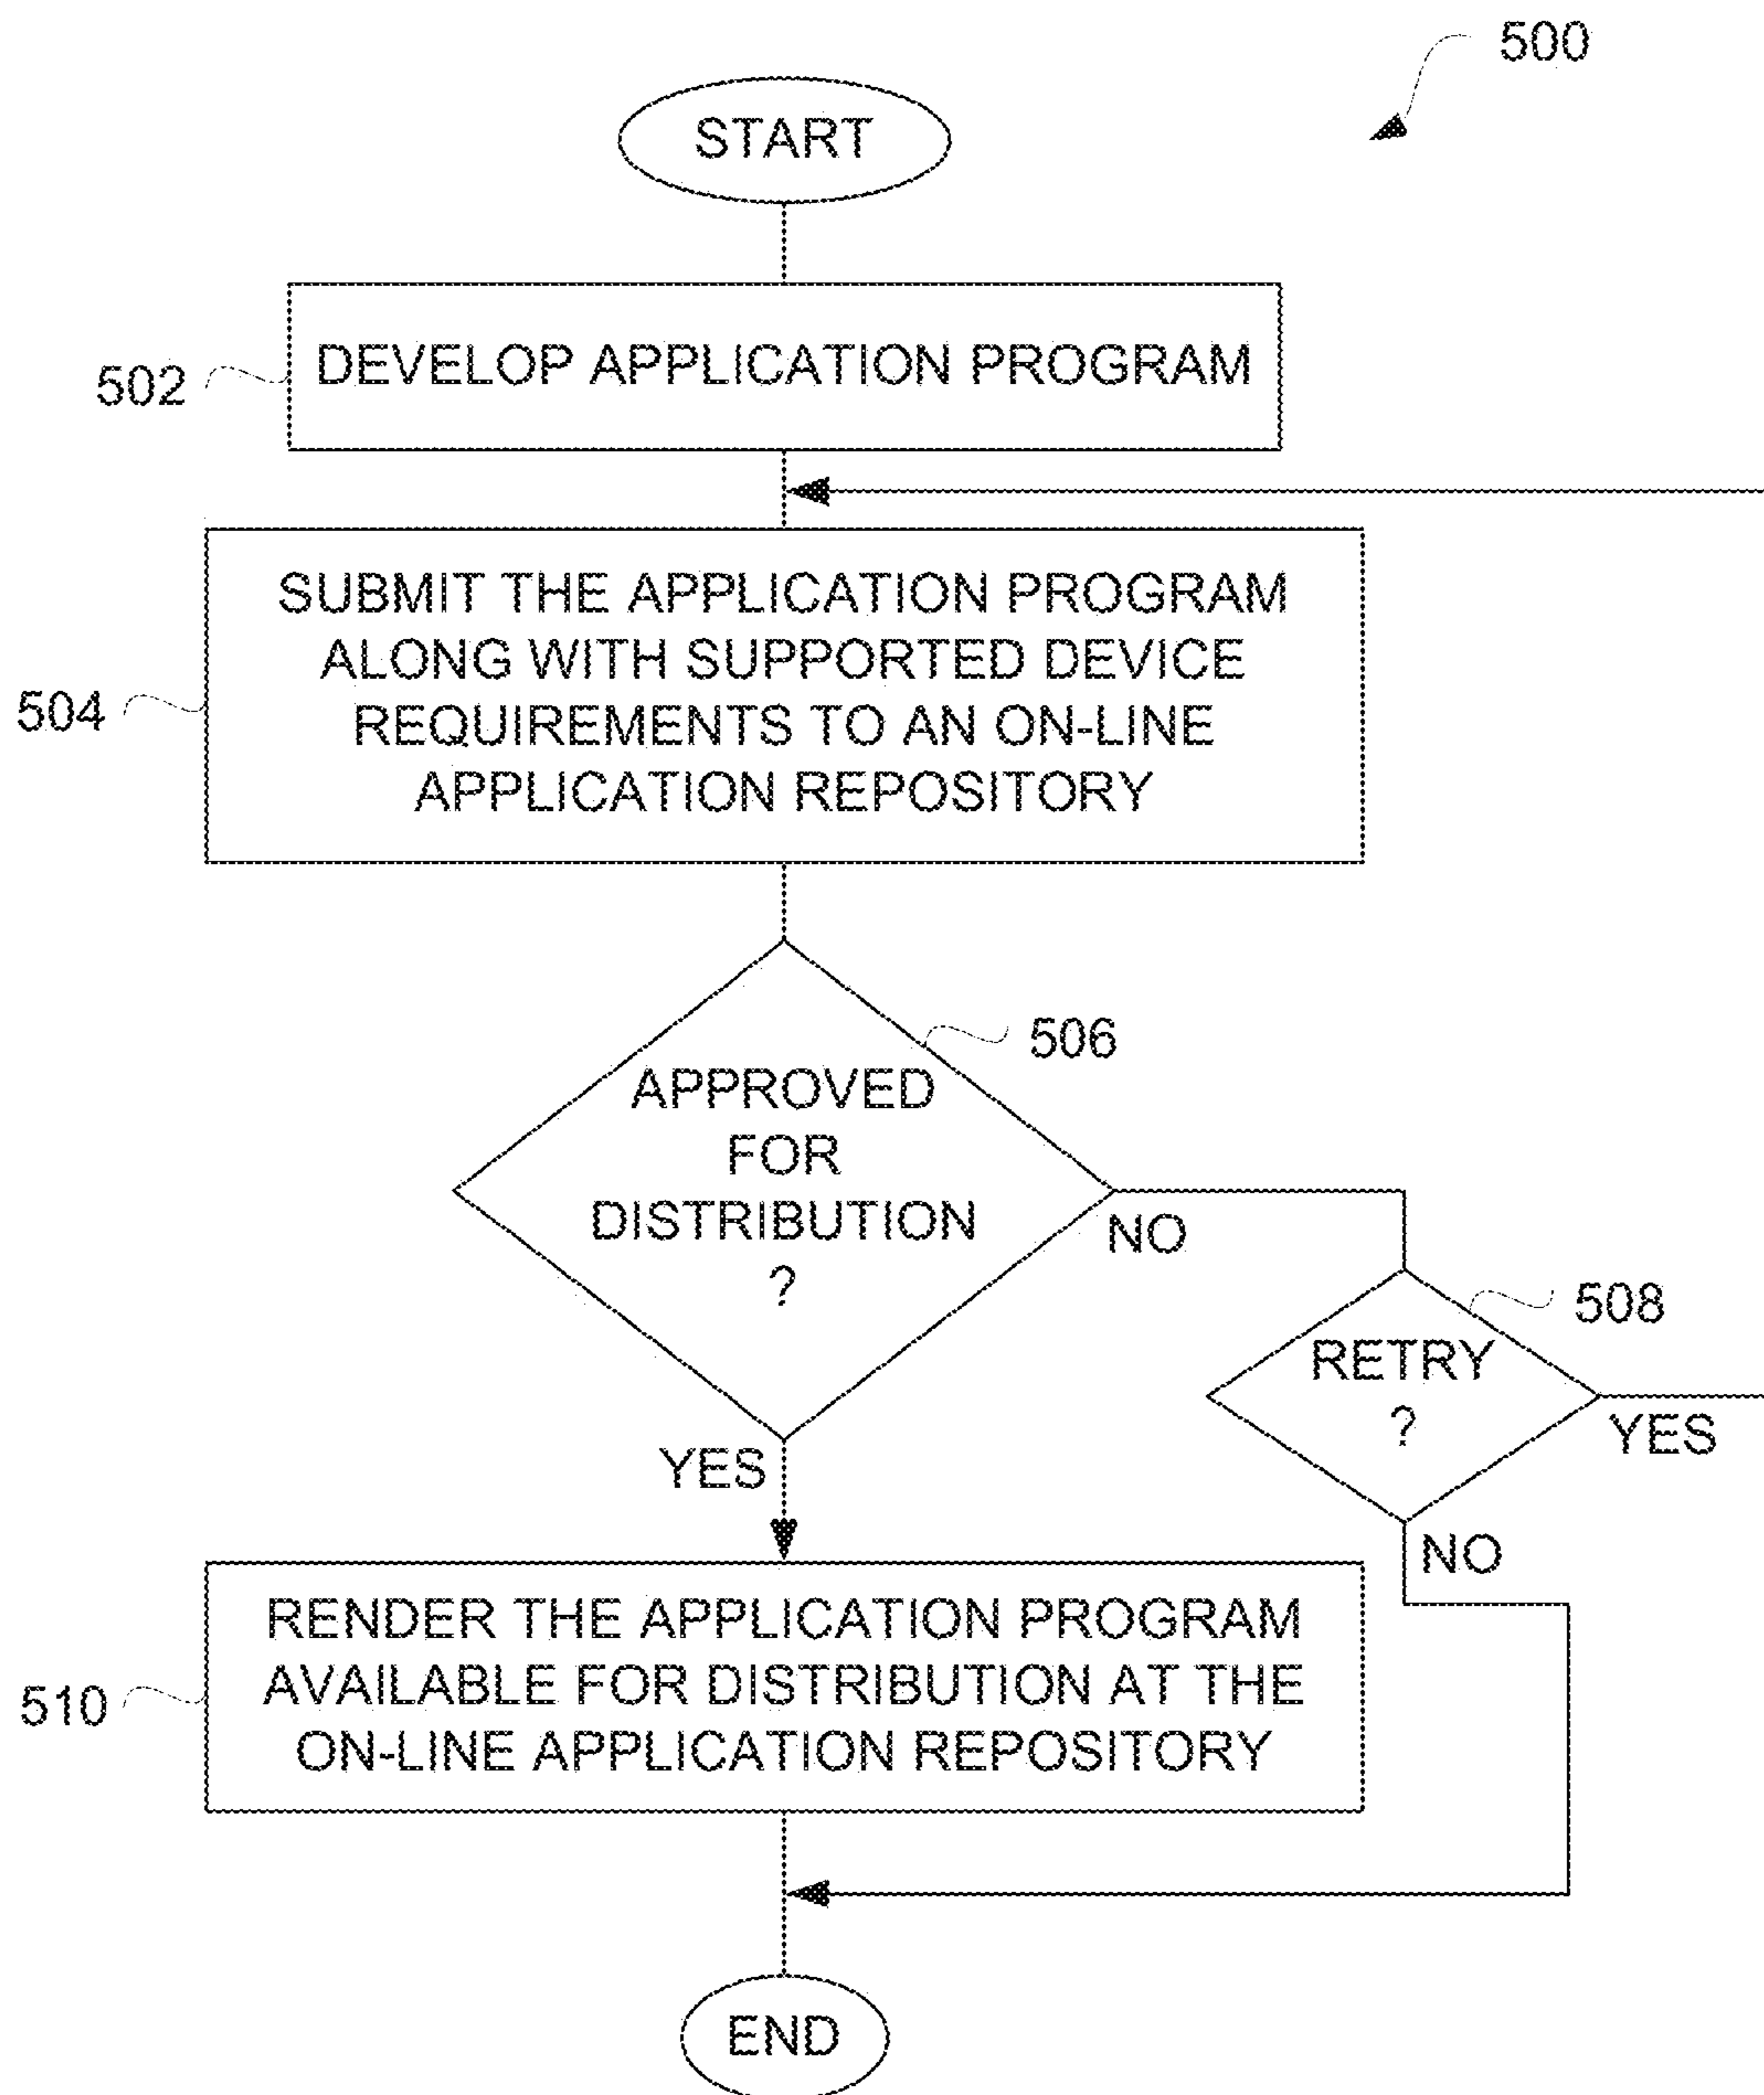 500
START
502
DEVELOP APPLICATION PROGRAM
504
SUBMIT THE APPLICATION PROGRAM
ALONG WITH SUPPORTED DEVICE
REQUIREMENTS TO AN ON-LINE
APPLICATION REPOSITORY
506
APPROVED
FOR
DISTRIBUTION
?
NO
508
RETRY
?
YES
YES
NO
510
RENDER THE APPLICATION PROGRAM
AVAILABLE FOR DISTRIBUTION AT THE
ON-LINE APPLICATION REPOSITORY
END